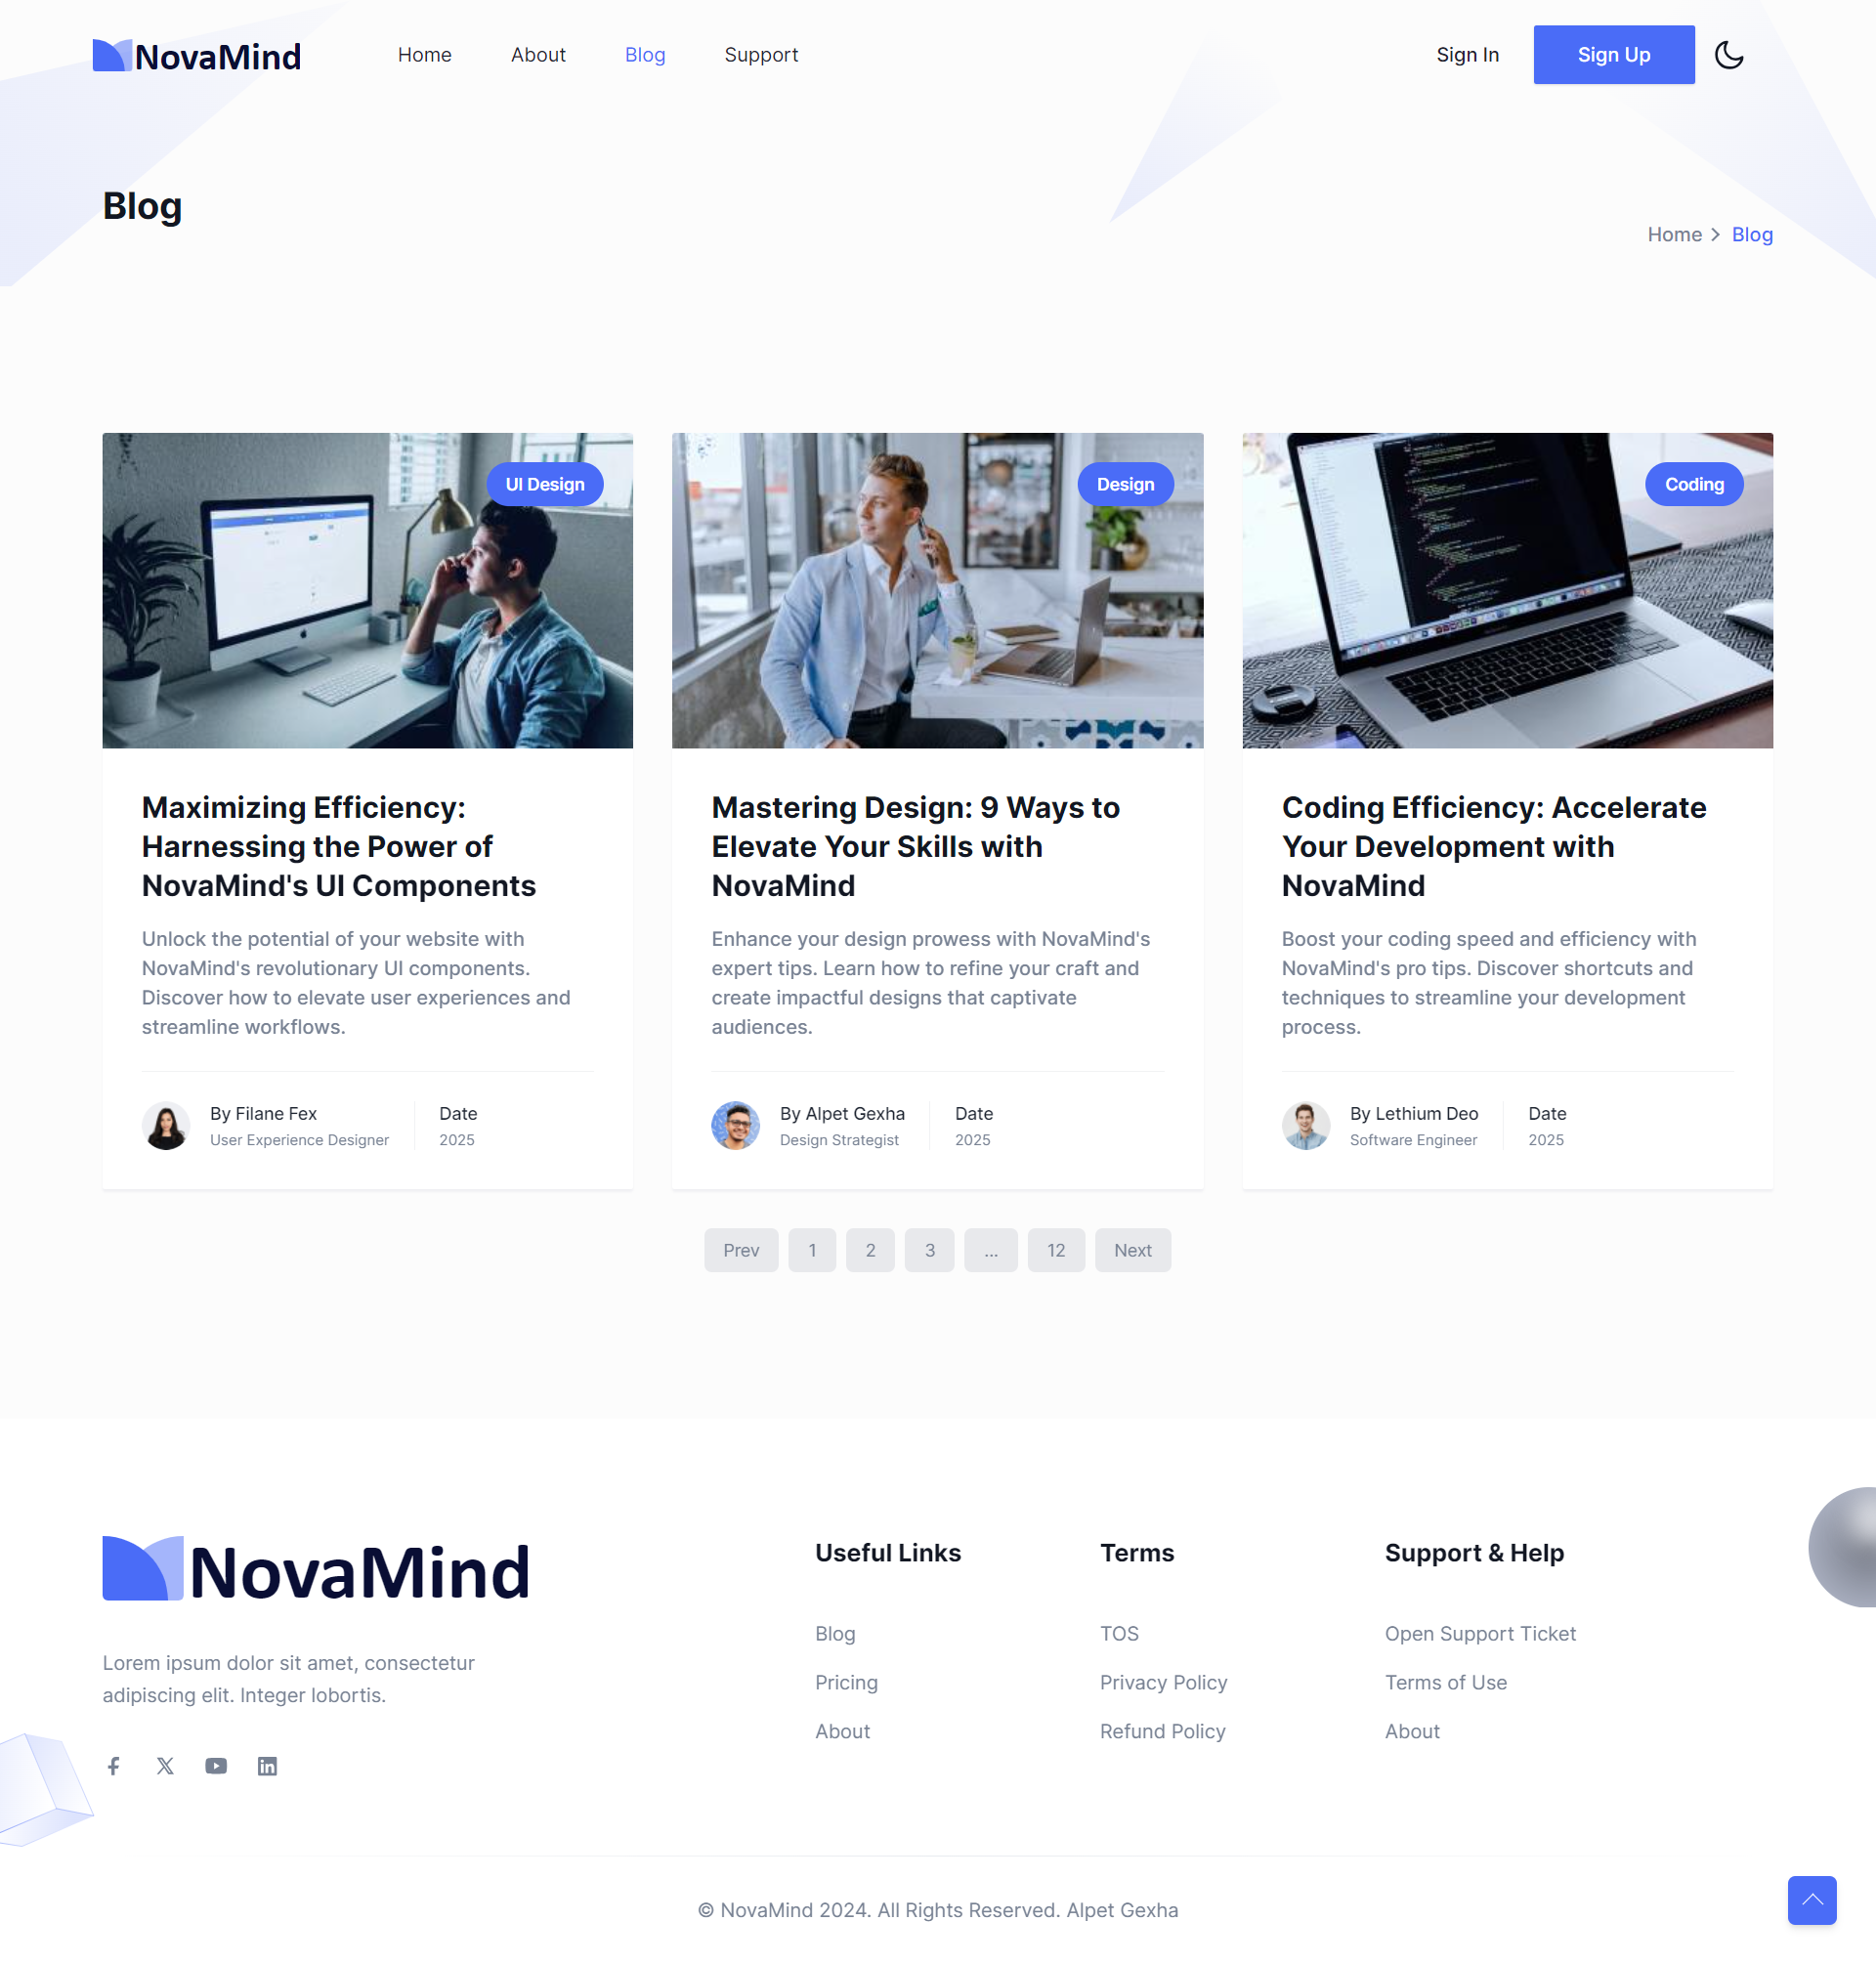 NovaMind
Home
About
Blog
Support
Sign In
Sign Up
Blog
Home
Blog
UI Design
Maximizing Efficiency:
Harnessing the Power of
NovaMind's UI Components
Unlock the potential of your website with
NovaMind's revolutionary UI components.
Discover how to elevate user experiences and
streamline workflows.
By Filane Fex
User Experience Designer
Date
2025
Design
Mastering Design: 9 Ways to
Elevate Your Skills with
NovaMind
Enhance your design prowess with NovaMind's
expert tips. Learn how to refine your craft and
create impactful designs that captivate
audiences.
By Alpet Gexha
Design Strategist
Date
2025
Coding
Coding Efficiency: Accelerate
Your Development with
NovaMind
Boost your coding speed and efficiency with
NovaMind's pro tips. Discover shortcuts and
techniques to streamline your development
process.
By Lethium Deo
Software Engineer
Date
2025
Prev
1
2
3
...
12
Next
NovaMind
Lorem ipsum dolor sit amet, consectetur
adipiscing elit. Integer lobortis.
Useful Links
Blog
Pricing
About
Terms
TOS
Privacy Policy
Refund Policy
Support & Help
Open Support Ticket
Terms of Use
About
© NovaMind 2024. All Rights Reserved. Alpet Gexha